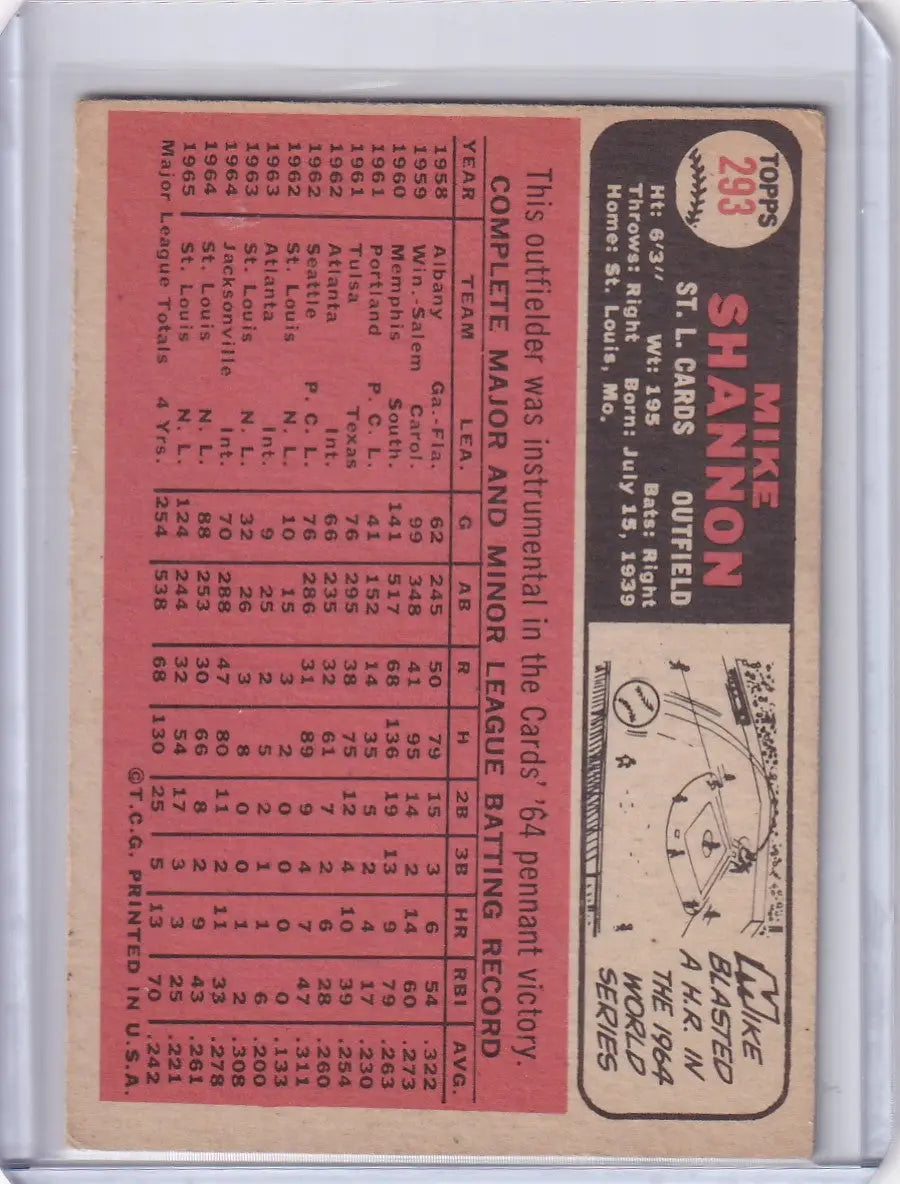 TOPPS
293
MIKE
SHANNON
ST. L. CARDS OUTFIELD
Ht: 6'3" Wt: 195 Bats: Right
Throws: Right Born: July 15, 1939
Home: St. Louis, Mo.
MIKE
BLASTED
A H.R. IN
THE 1964
WORLD
SERIES
This outfielder was instrumental in the Cards' '64 pennant victory.
COMPLETE MAJOR AND MINOR LEAGUE BATTING RECORD
YEAR TEAM LEA. G AB R H 2B 3B HR RBI AVG.
1958 Albany Ga.-Fla. 62 245 50 79 15 3 6 54 .322
1959 Win.-Salem Carol. 99 348 41 95 14 2 14 60 .273
1960 Memphis South. 141 517 68 136 19 13 9 79 .263
1961 Portland P. C. L. 41 152 14 35 5 2 4 17 .230
1961 Tulsa Texas 76 295 38 75 12 4 10 39 .254
1962 Atlanta Int. 66 235 32 61 7 2 6 28 .260
1962 Seattle P. C. L. 76 286 31 89 9 4 7 47 .311
1962 St. Louis N. L. 10 15 3 2 0 0 0 0 .133
1963 Atlanta Int. 9 25 2 5 2 1 1 6 .200
1963 St. Louis N. L. 32 26 3 8 0 0 1 2 .308
1964 Jacksonville Int. 70 288 47 80 11 2 11 33 .278
1964 St. Louis N. L. 88 253 30 66 8 2 9 43 .261
1965 St. Louis N. L. 124 244 32 54 17 3 3 25 .221
Major League Totals 4 Yrs. 254 538 68 130 25 5 13 70 .242
©T.C.G. PRINTED IN U.S.A.